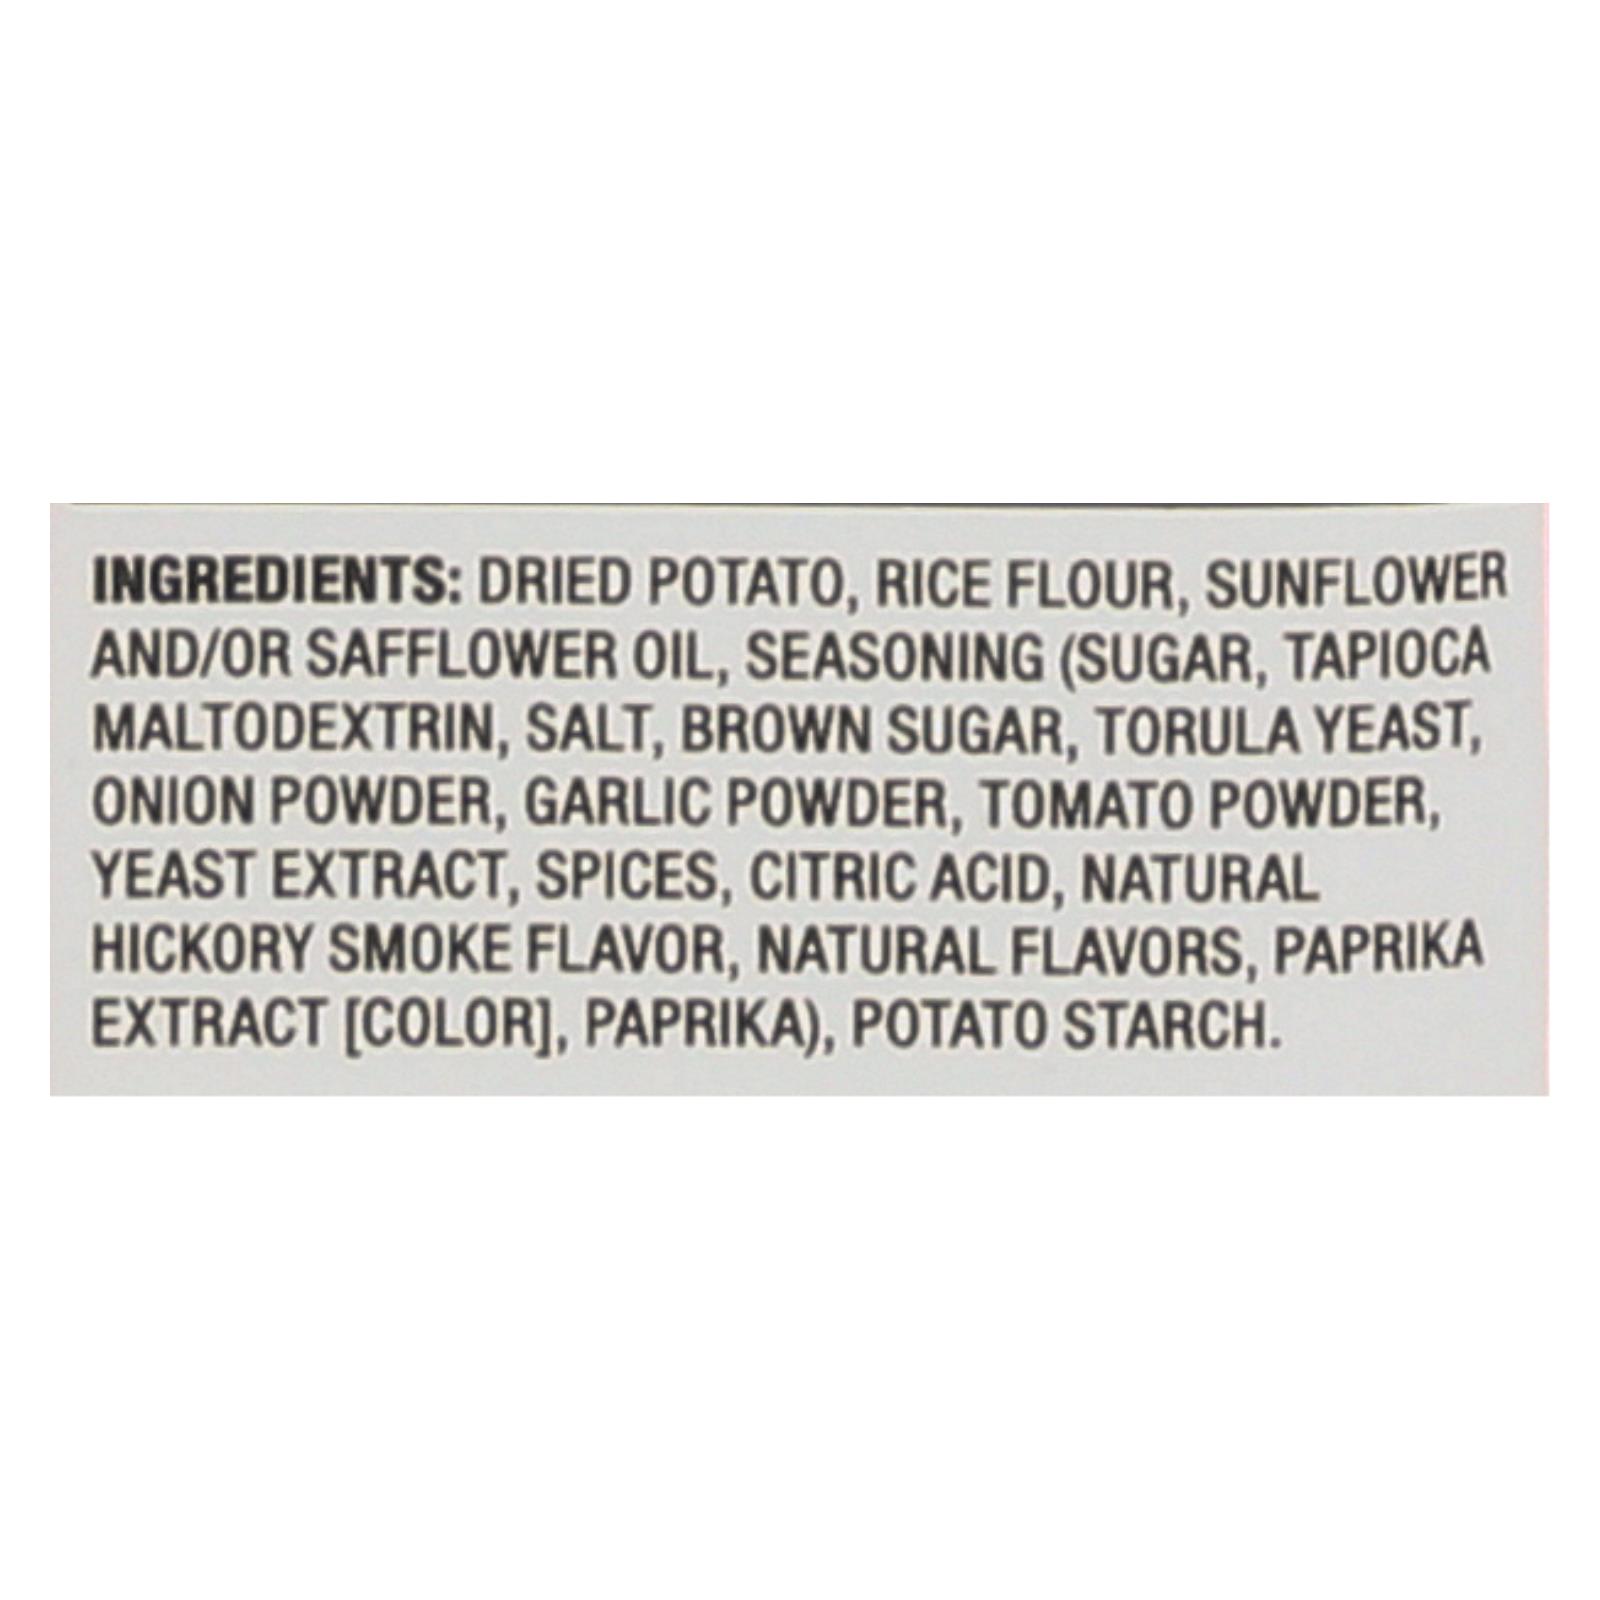 INGREDIENTS: DRIED POTATO, RICE FLOUR, SUNFLOWER
AND/OR SAFFLOWER OIL, SEASONING (SUGAR, TAPIOCA
MALTODEXTRIN, SALT, BROWN SUGAR, TORULA YEAST,
ONION POWDER, GARLIC POWDER, TOMATO POWDER,
YEAST EXTRACT, SPICES, CITRIC ACID, NATURAL
HICKORY SMOKE FLAVOR, NATURAL FLAVORS, PAPRIKA
EXTRACT [COLOR], PAPRIKA), POTATO STARCH.